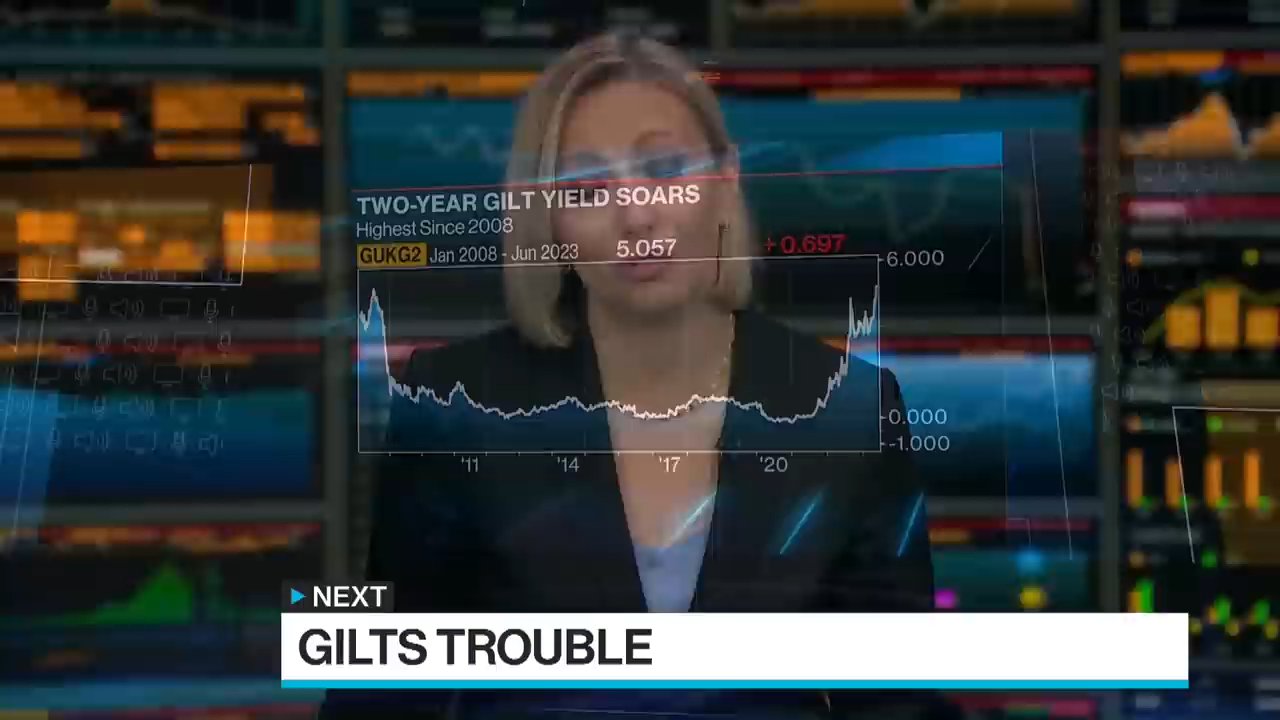 TWO-YEAR GILT YIELD SOARS
Highest Since 2008
GUKG2 Jan 2008 - Jun 2023 5.057 +0.697
6.000
0.000
-1.000
'11 '14 '17 '20
NEXT
GILTS TROUBLE